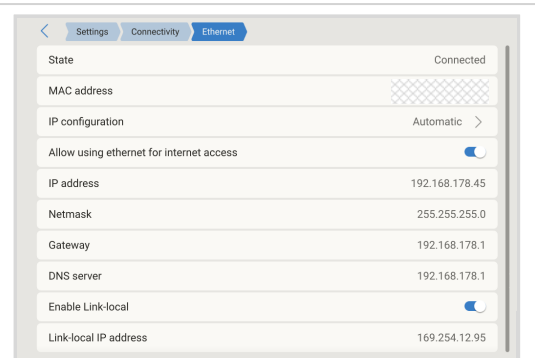 Settings Connectivity Ethernet
State Connected
MAC address
IP configuration Automatic
Allow using ethernet for internet access
IP address 192.168.178.45
Netmask 255.255.255.0
Gateway 192.168.178.1
DNS server 192.168.178.1
Enable Link-local
Link-local IP address 169.254.12.95